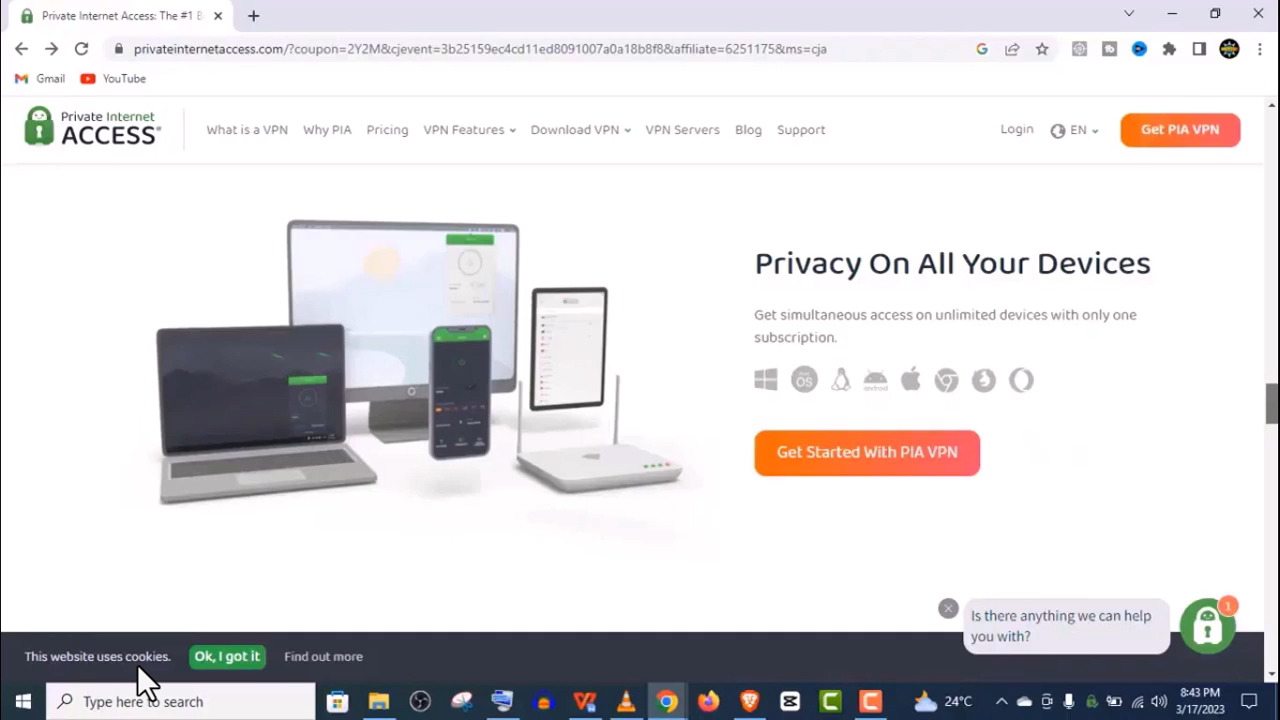 Private Internet Access: The #1 B
privateinternetaccess.com/?coupon=2Y2M&cjevent=3b25159ec4cd11ed8091007a0a18b8f8&affiliate=6251175&ms=cja
Gmail YouTube
Private Internet
ACCESS®
What is a VPN Why PIA Pricing VPN Features Download VPN VPN Servers Blog Support Login EN Get PIA VPN
Privacy On All Your Devices
Get simultaneous access on unlimited devices with only one
subscription.
macOS
android
Get Started With PIA VPN
Is there anything we can help
you with?
1
This website uses cookies. Ok, I got it Find out more
Type here to search
24°C
8:43 PM
3/17/2023